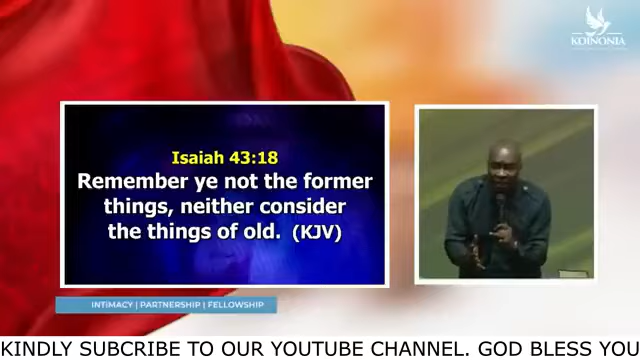 KOINONIA
Isaiah 43:18
Remember ye not the former
things, neither consider
the things of old. (KJV)
INTIMACY | PARTNERSHIP | FELLOWSHIP
KINDLY SUBCRIBE TO OUR YOUTUBE CHANNEL. GOD BLESS YOU